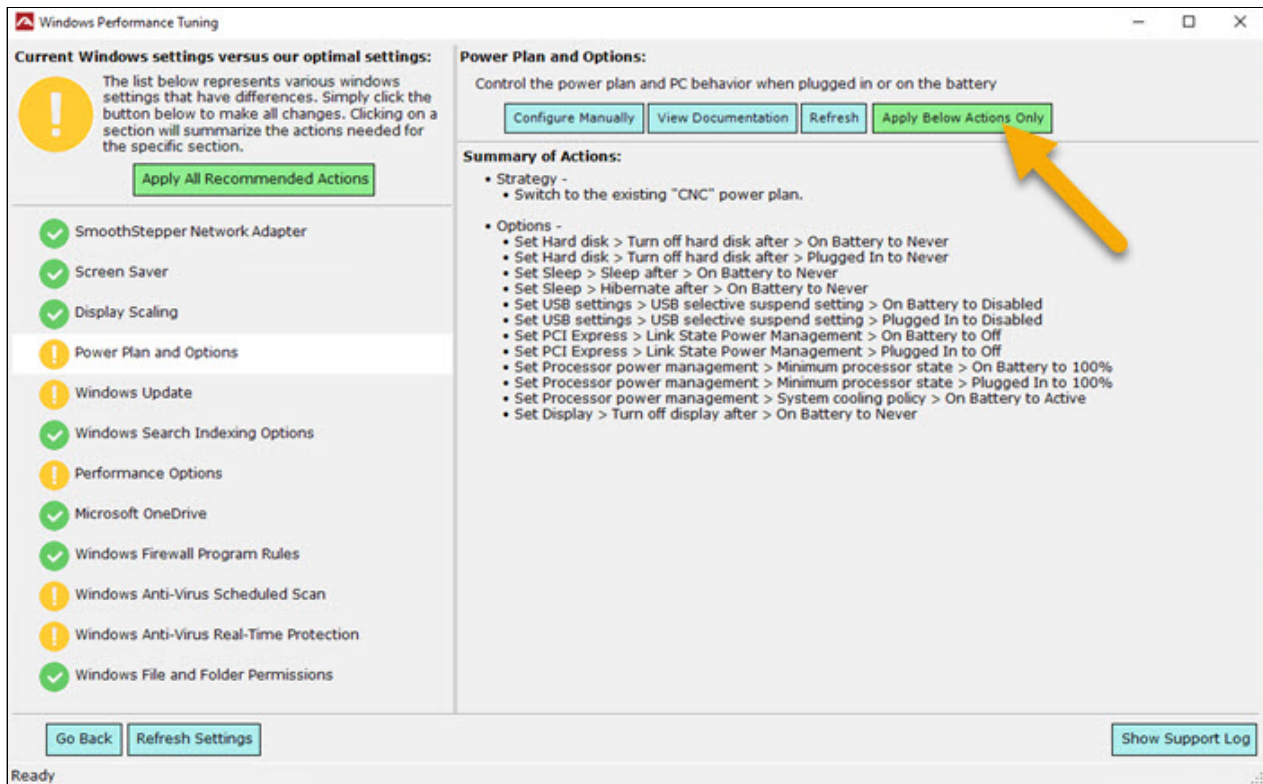 Windows Performance Tuning
Current Windows settings versus our optimal settings:
The list below represents various windows
settings that have differences. Simply click the
button below to make all changes. Clicking on a
section will summarize the actions needed for
the specific section.
Apply All Recommended Actions
SmoothStepper Network Adapter
Screen Saver
Display Scaling
Power Plan and Options
Windows Update
Windows Search Indexing Options
Performance Options
Microsoft OneDrive
Windows Firewall Program Rules
Windows Anti-Virus Scheduled Scan
Windows Anti-Virus Real-Time Protection
Windows File and Folder Permissions
Power Plan and Options:
Control the power plan and PC behavior when plugged in or on the battery
Configure Manually View Documentation Refresh Apply Below Actions Only
Summary of Actions:
• Strategy -
• Switch to the existing "CNC" power plan.
• Options -
• Set Hard disk > Turn off hard disk after > On Battery to Never
• Set Hard disk > Turn off hard disk after > Plugged In to Never
• Set Sleep > Sleep after > On Battery to Never
• Set Sleep > Hibernate after > On Battery to Never
• Set USB settings > USB selective suspend setting > On Battery to Disabled
• Set USB settings > USB selective suspend setting > Plugged In to Disabled
• Set PCI Express > Link State Power Management > On Battery to Off
• Set PCI Express > Link State Power Management > Plugged In to Off
• Set Processor power management > Minimum processor state > On Battery to 100%
• Set Processor power management > Minimum processor state > Plugged In to 100%
• Set Processor power management > System cooling policy > On Battery to Active
• Set Display > Turn off display after > On Battery to Never
Go Back Refresh Settings Show Support Log
Ready